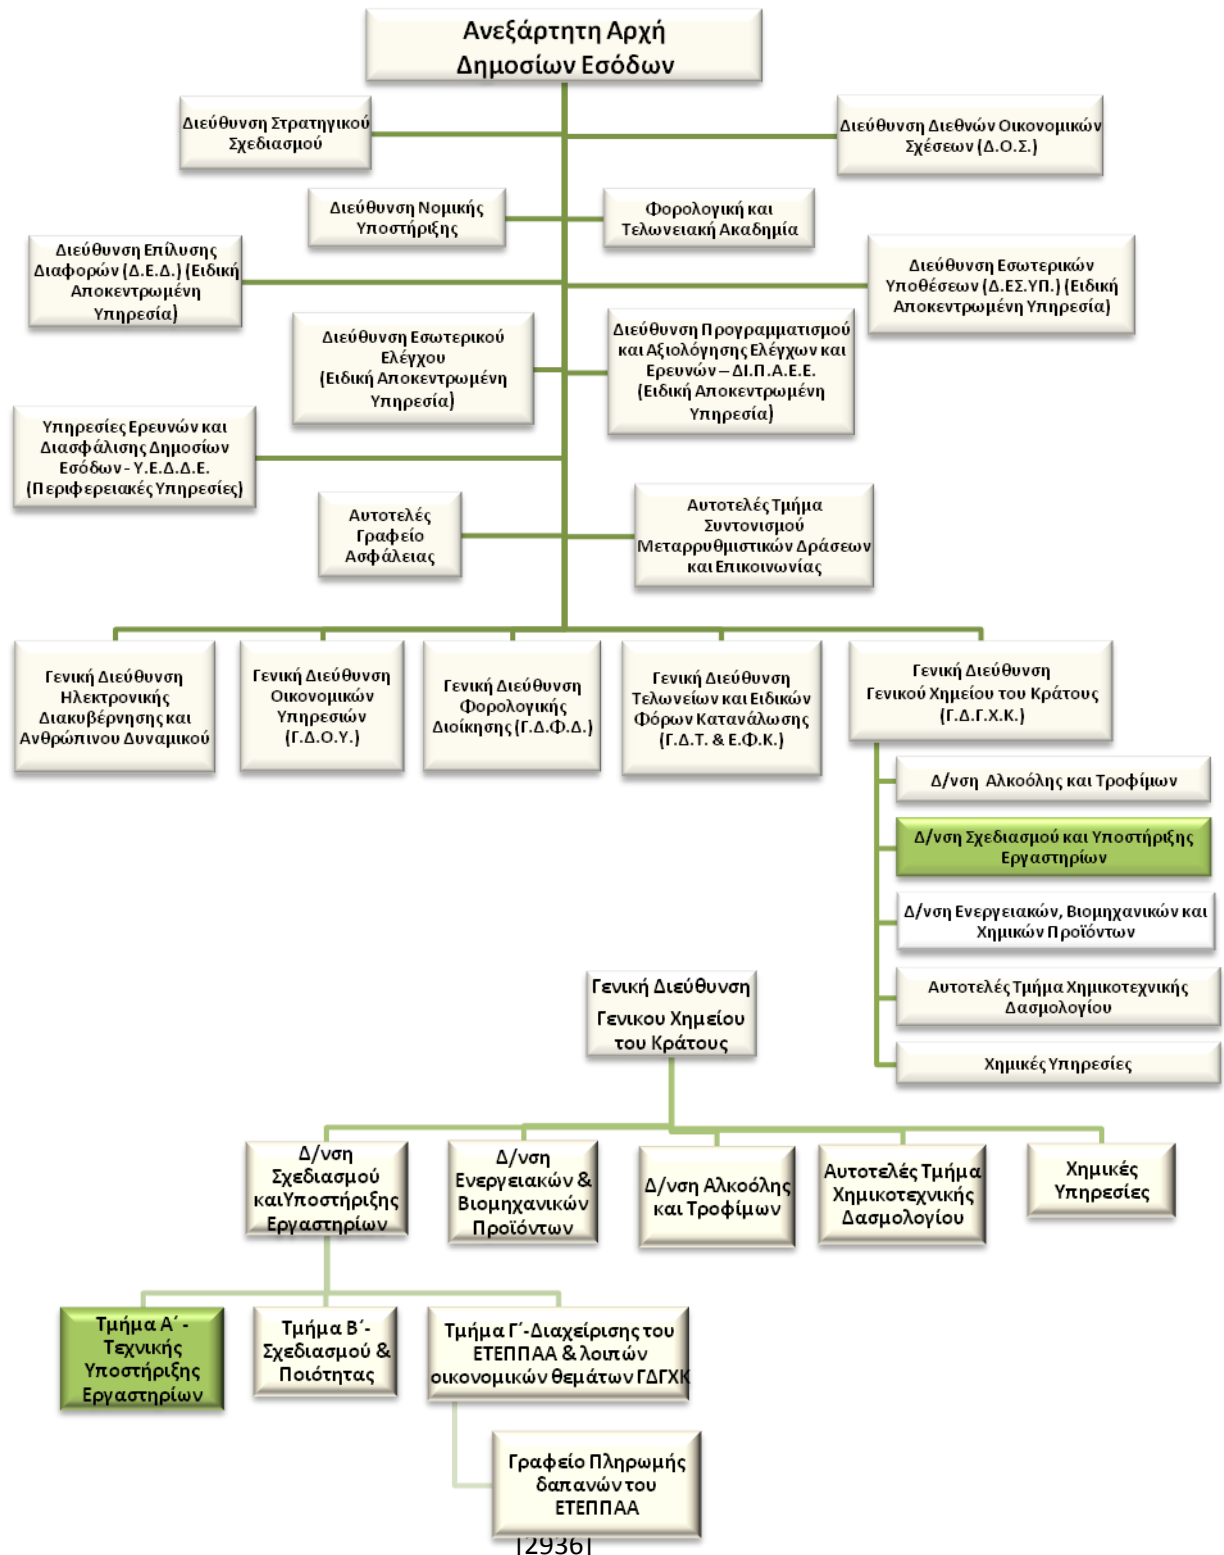 Ανεξάρτητη Αρχή
Δημοσίων Εσόδων
Διεύθυνση Στρατηγικού
Σχεδιασμού
Διεύθυνση Διεθνών Οικονομικών
Σχέσεων (Δ.Ο.Σ.)
Διεύθυνση Νομικής
Υποστήριξης
Φορολογική και
Τελωνειακή Ακαδημία
Διεύθυνση Επίλυσης
Διαφορών (Δ.Ε.Δ.) (Ειδική
Αποκεντρωμένη
Υπηρεσία)
Διεύθυνση Εσωτερικών
Υποθέσεων (Δ.ΕΣ.ΥΠ.) (Ειδική
Αποκεντρωμένη Υπηρεσία)
Διεύθυνση Εσωτερικού
Ελέγχου
(Ειδική Αποκεντρωμένη
Υπηρεσία)
Διεύθυνση Προγραμματισμού
και Αξιολόγησης Ελέγχων και
Ερευνών – ΔΙ.Π.Α.Ε.Ε.
(Ειδική Αποκεντρωμένη
Υπηρεσία)
Υπηρεσίες Ερευνών και
Διασφάλισης Δημοσίων
Εσόδων - Υ.Ε.Δ.Δ.Ε.
(Περιφερειακές Υπηρεσίες)
Αυτοτελές
Γραφείο
Ασφάλειας
Αυτοτελές Τμήμα
Συντονισμού
Μεταρρυθμιστικών Δράσεων
και Επικοινωνίας
Γενική Διεύθυνση
Ηλεκτρονικής
Διακυβέρνησης και
Ανθρώπινου Δυναμικού
Γενική Διεύθυνση
Οικονομικών
Υπηρεσιών
(Γ.Δ.Ο.Υ.)
Γενική Διεύθυνση
Φορολογικής
Διοίκησης (Γ.Δ.Φ.Δ.)
Γενική Διεύθυνση
Τελωνείων και Ειδικών
Φόρων Κατανάλωσης
(Γ.Δ.Τ. & Ε.Φ.Κ.)
Γενική Διεύθυνση
Γενικού Χημείου του Κράτους
(Γ.Δ.Γ.Χ.Κ.)
Δ/νση Αλκοόλης και Τροφίμων
Δ/νση Σχεδιασμού και Υποστήριξης
Εργαστηρίων
Δ/νση Ενεργειακών, Βιομηχανικών και
Χημικών Προϊόντων
Αυτοτελές Τμήμα Χημικοτεχνικής
Δασμολογίου
Χημικές Υπηρεσίες
Γενική Διεύθυνση
Γενικου Χημείου
του Κράτους
Δ/νση
Σχεδιασμού
και Υποστήριξης
Εργαστηρίων
Δ/νση
Ενεργειακών &
Βιομηχανικών
Προϊόντων
Δ/νση Αλκοόλης
και Τροφίμων
Αυτοτελές Τμήμα
Χημικοτεχνικής
Δασμολογίου
Χημικές
Υπηρεσίες
Τμήμα Α΄ -
Τεχνικής
Υποστήριξης
Εργαστηρίων
Τμήμα Β΄-
Σχεδιασμού &
Ποιότητας
Τμήμα Γ΄-Διαχείρισης του
ΕΤΕΠΠΑΑ & λοιπών
οικονομικών θεμάτων ΓΔΓΧΚ
Γραφείο Πληρωμής
δαπανών του
ΕΤΕΠΠΑΑ
[2936]